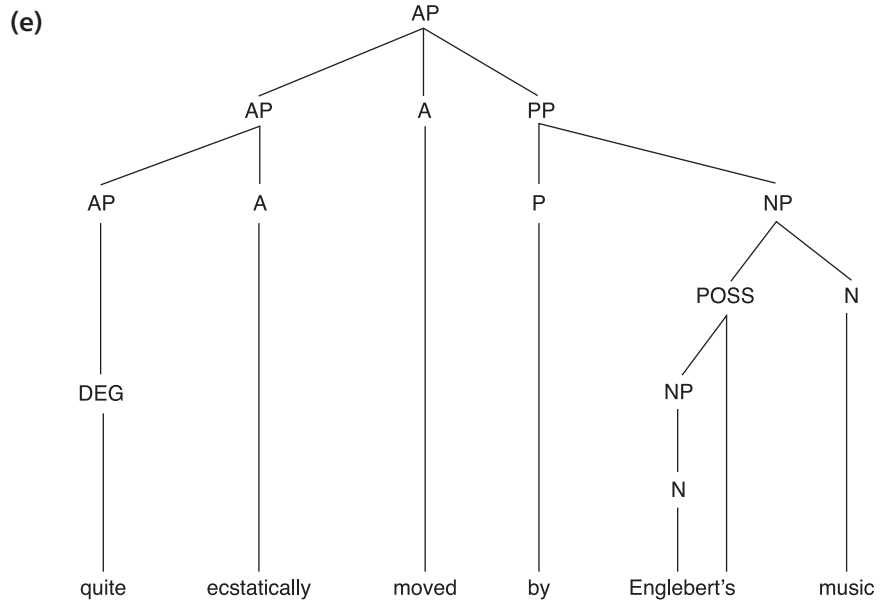 (e)
AP
AP A PP
AP A P NP
POSS N
DEG NP
N
quite ecstatically moved by Englebert's music